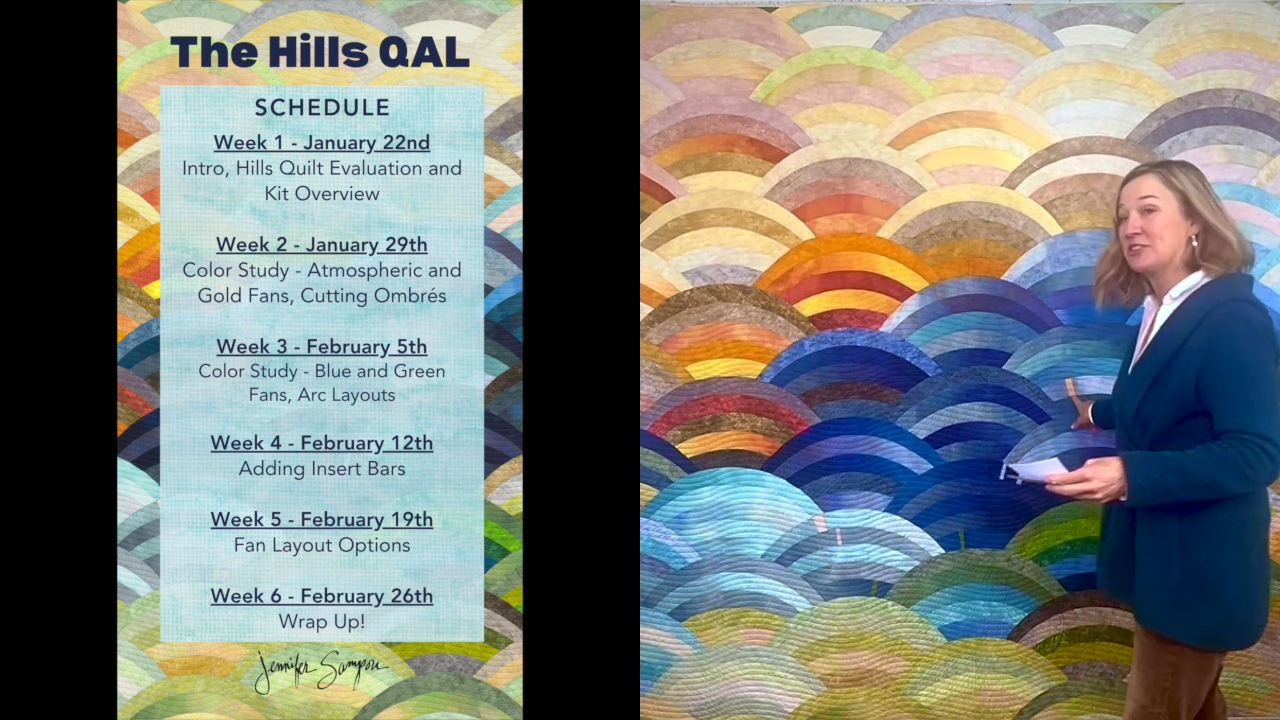 The Hills QAL
SCHEDULE
Week 1 - January 22nd
Intro, Hills Quilt Evaluation and
Kit Overview
Week 2 - January 29th
Color Study - Atmospheric and
Gold Fans, Cutting Ombrés
Week 3 - February 5th
Color Study - Blue and Green
Fans, Arc Layouts
Week 4 - February 12th
Adding Insert Bars
Week 5 - February 19th
Fan Layout Options
Week 6 - February 26th
Wrap Up!
Jennifer Sampou